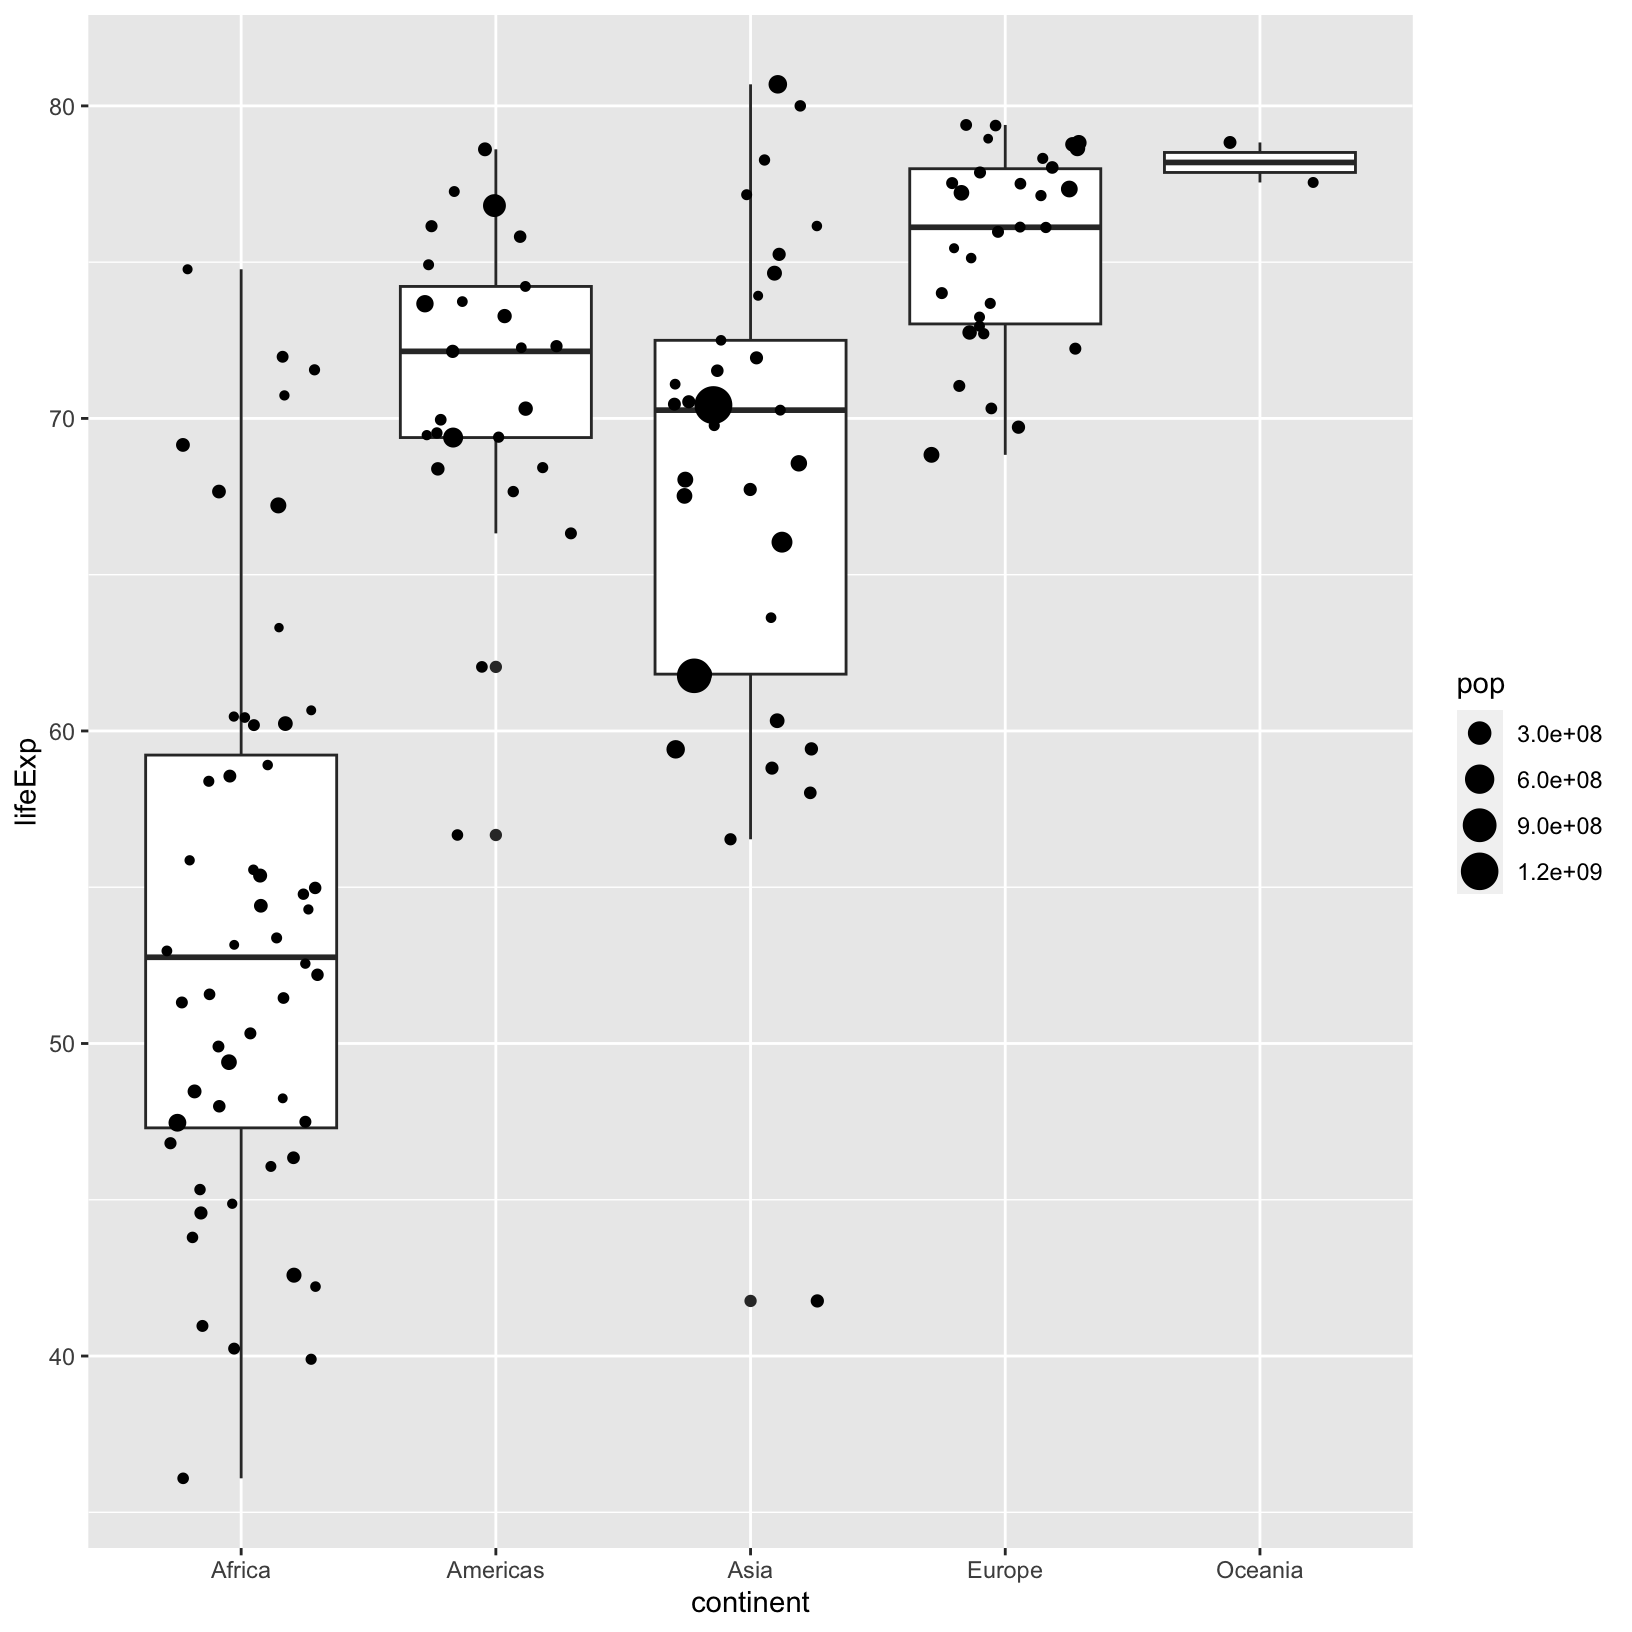 80
70
60
50
40
lifeExp
Africa
Americas
Asia
Europe
Oceania
continent
pop
3.0e+08
6.0e+08
9.0e+08
1.2e+09